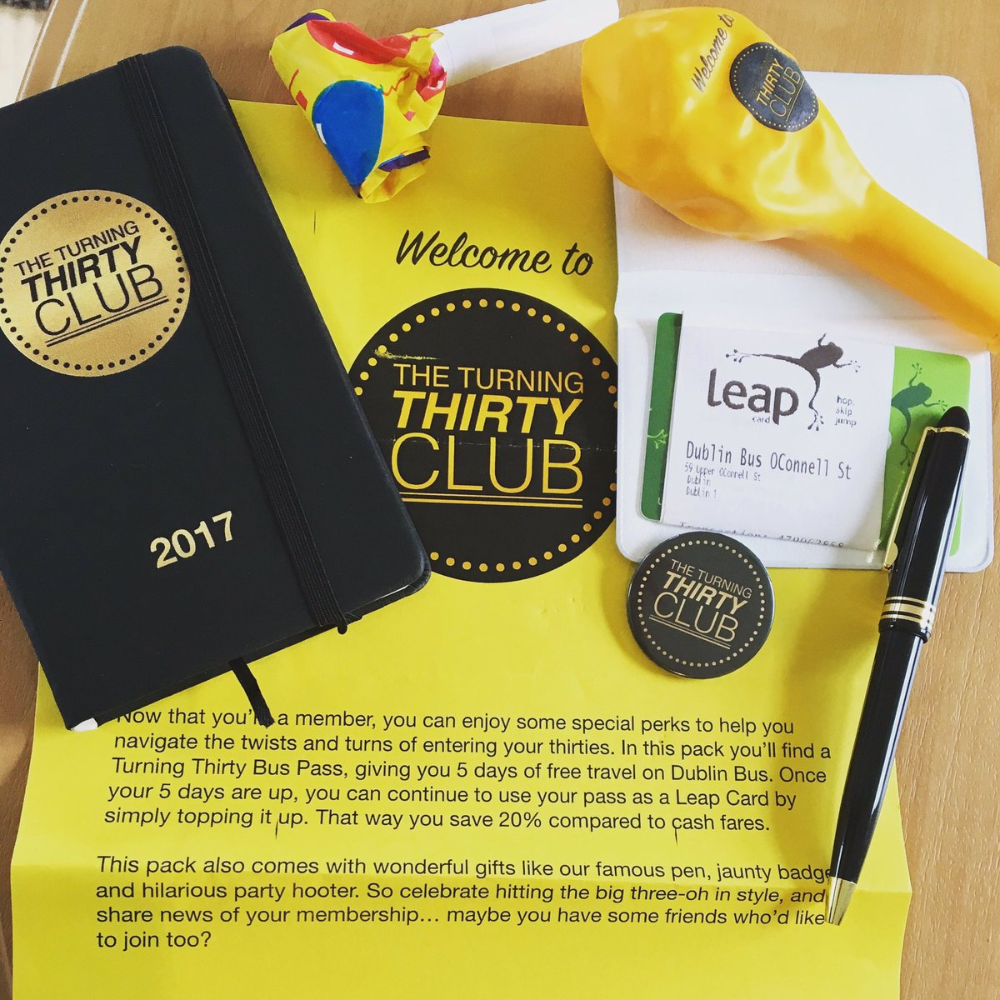 Welcome to
THE TURNING
THIRTY
CLUB
THE TURNING
THIRTY
CLUB
2017
Welcome to
THE TURNING
THIRTY
CLUB
leap
card
hop,
skip,
jump
Dublin Bus OConnell St
59 Upper OConnell St
Dublin
Dublin 1
THE TURNING
THIRTY
CLUB
Now that you're a member, you can enjoy some special perks to help you
navigate the twists and turns of entering your thirties. In this pack you'll find a
Turning Thirty Bus Pass, giving you 5 days of free travel on Dublin Bus. Once
your 5 days are up, you can continue to use your pass as a Leap Card by
simply topping it up. That way you save 20% compared to cash fares.
This pack also comes with wonderful gifts like our famous pen, jaunty badge
and hilarious party hooter. So celebrate hitting the big three-oh in style, and
share news of your membership... maybe you have some friends who'd like
to join too?